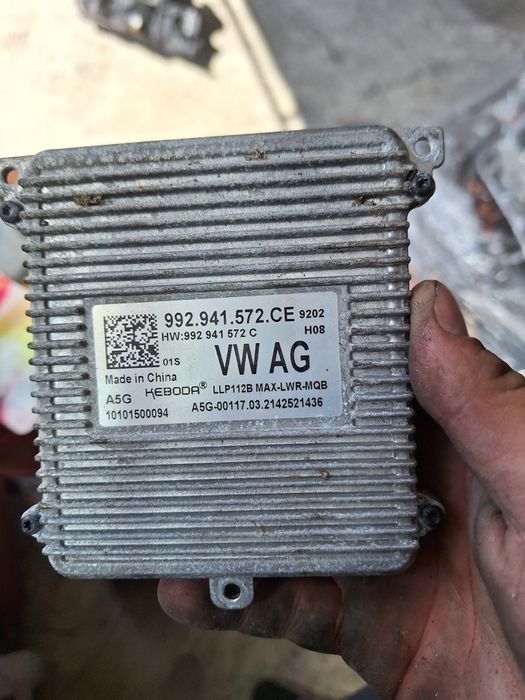 992.941.572.CE 9202
HW:992 941 572 C H08
01S VW AG
Made in China
A5G KEBODA® LLP112B MAX-LWR-MQB
10101500094 A5G-00117.03.2142521436